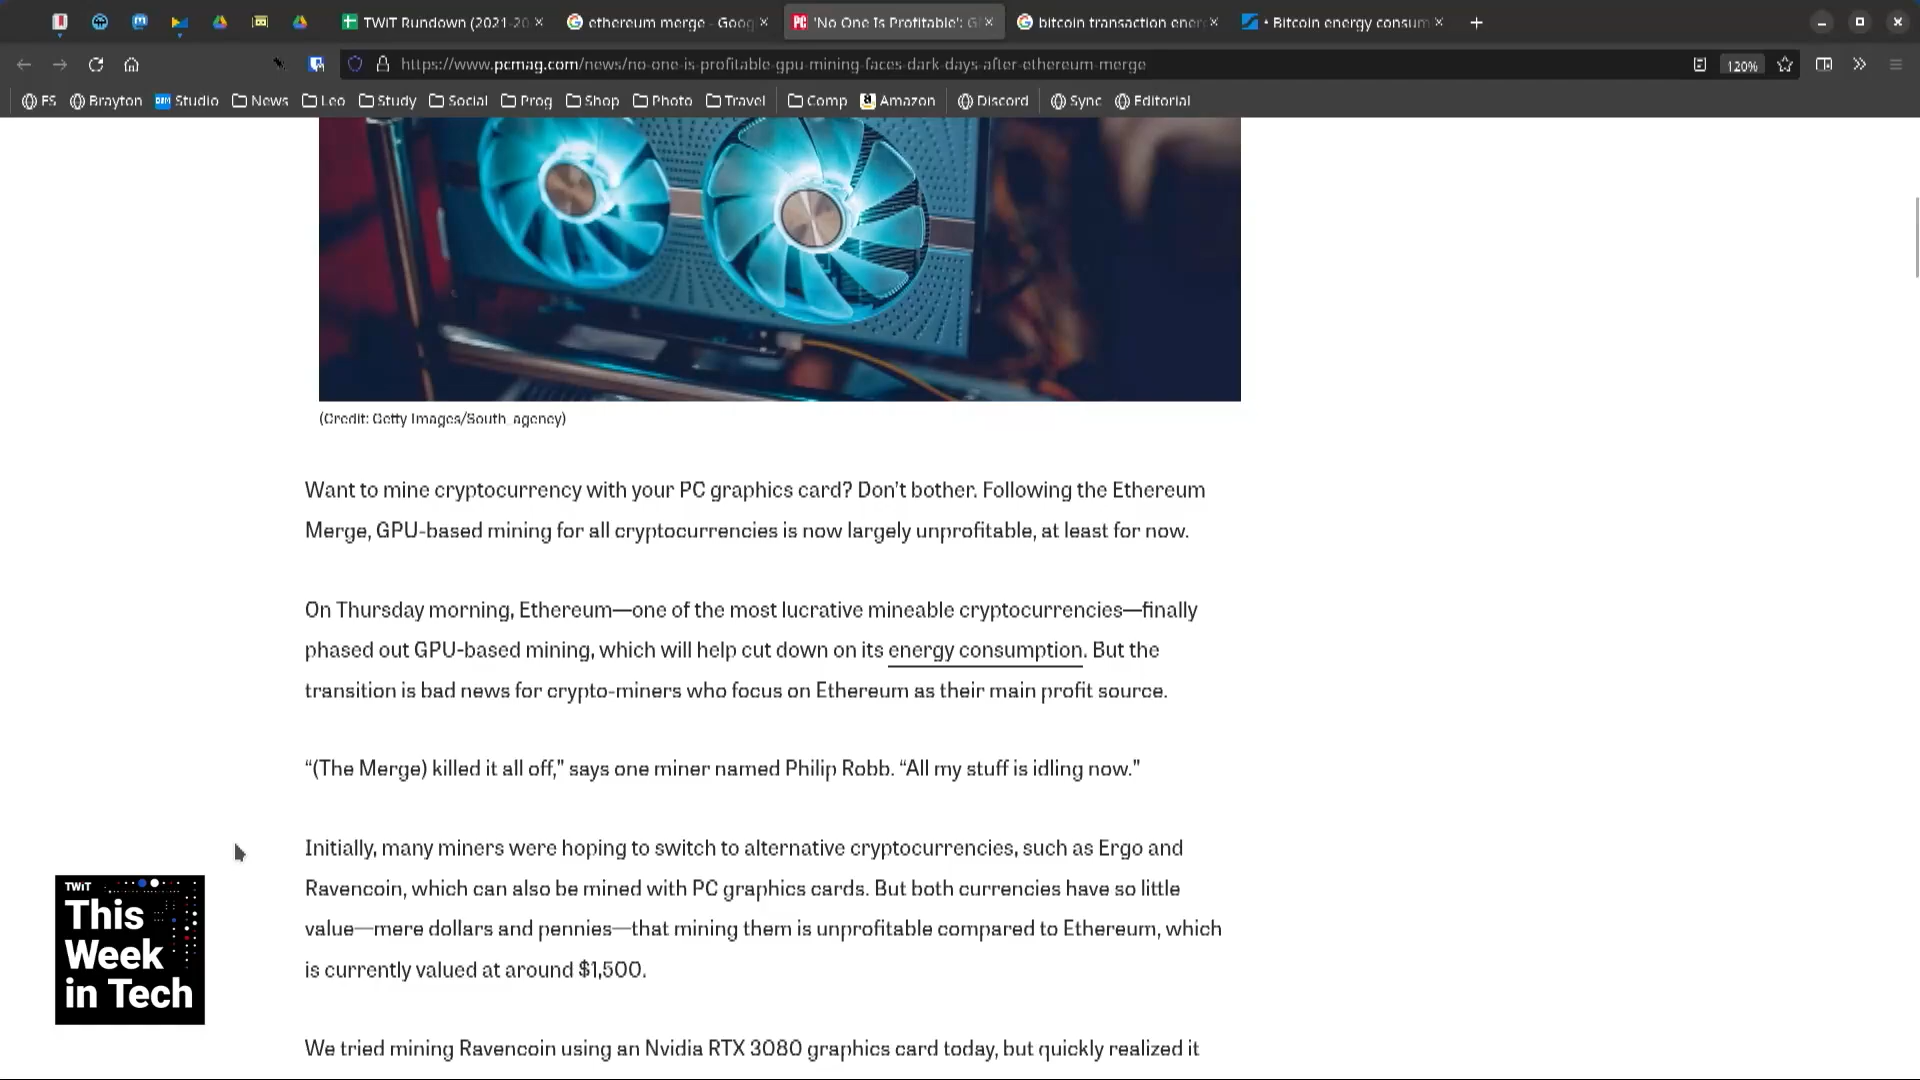 TWiT Rundown (2021-20
ethereum merge - Goog
'No One Is Profitable': G
bitcoin transaction ener
• Bitcoin energy consum
https://www.pcmag.com/news/no-one-is-profitable-gpu-mining-faces-dark-days-after-ethereum-merge
120%
FS Brayton Studio News Leo Study Social Prog Shop Photo Travel Comp Amazon Discord Sync Editorial
(Credit: Getty Images/South_agency)
Want to mine cryptocurrency with your PC graphics card? Don't bother. Following the Ethereum
Merge, GPU-based mining for all cryptocurrencies is now largely unprofitable, at least for now.
On Thursday morning, Ethereum—one of the most lucrative mineable cryptocurrencies—finally
phased out GPU-based mining, which will help cut down on its energy consumption. But the
transition is bad news for crypto-miners who focus on Ethereum as their main profit source.
“(The Merge) killed it all off,” says one miner named Philip Robb. “All my stuff is idling now.”
Initially, many miners were hoping to switch to alternative cryptocurrencies, such as Ergo and
Ravencoin, which can also be mined with PC graphics cards. But both currencies have so little
value—mere dollars and pennies—that mining them is unprofitable compared to Ethereum, which
is currently valued at around $1,500.
We tried mining Ravencoin using an Nvidia RTX 3080 graphics card today, but quickly realized it
TWiT
This
Week
in Tech